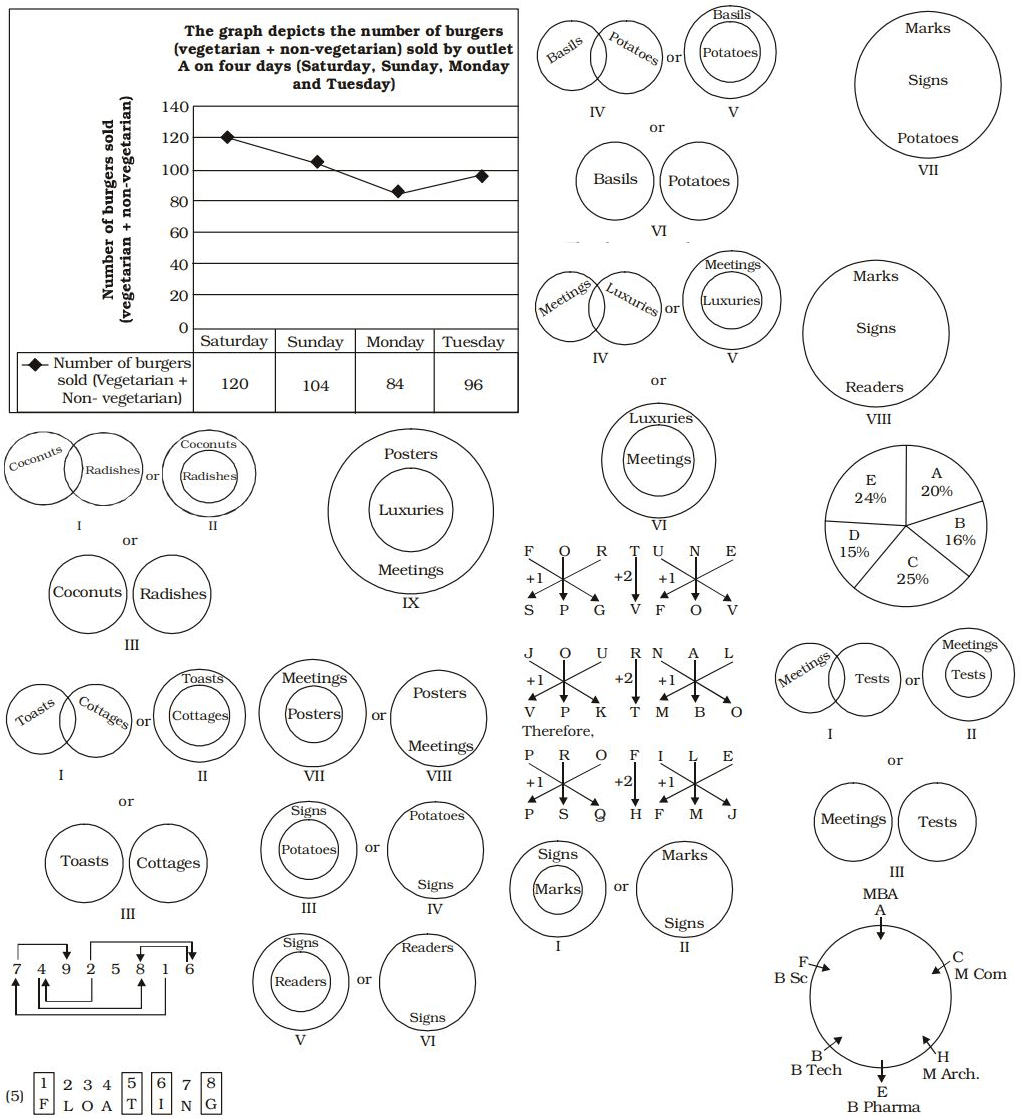 The graph depicts the number of burgers
(vegetarian + non-vegetarian) sold by outlet
A on four days (Saturday, Sunday, Monday
and Tuesday)
Number of burgers sold
(vegetarian + non-vegetarian)
140
120
100
80
60
40
20
0
Saturday Sunday Monday Tuesday
Number of burgers
sold (Vegetarian +
Non- vegetarian)
120 104 84 96
Basils Potatoes or Basils Potatoes
IV V
or
Basils Potatoes
VI
Marks
Signs
Potatoes
VII
Meetings Luxuries or Meetings Luxuries
IV V
or
Luxuries
Meetings
VI
Marks
Signs
Readers
VIII
Coconuts Radishes or Coconuts Radishes
I II
or
Coconuts Radishes
III
Posters
Luxuries
Meetings
IX
E
24%
A
20%
B
16%
D
15%
C
25%
F O R T U N E
+1 +2 +1
S P G V F O V
J O U R N A L
+1 +2 +1
V P K T M B O
Therefore,
P R O F I L E
+1 +2 +1
P S Q H F M J
Meetings Tests or Meetings Tests
I II
or
Meetings Tests
III
Toasts Cottages or Toasts Cottages
I II
or
Toasts Cottages
III
Meetings
Posters
VII
or
Posters
Meetings
VIII
Signs
Potatoes
III
or
Potatoes
Signs
IV
Signs
Marks
I
or
Marks
Signs
II
Signs
Readers
V
or
Readers
Signs
VI
7 4 9 2 5 8 1 6
MBA
A
F
B Sc
C
M Com
B
B Tech
H
M Arch.
E
B Pharma
(5)
1 2 3 4 5 6 7 8
F L O A T I N G